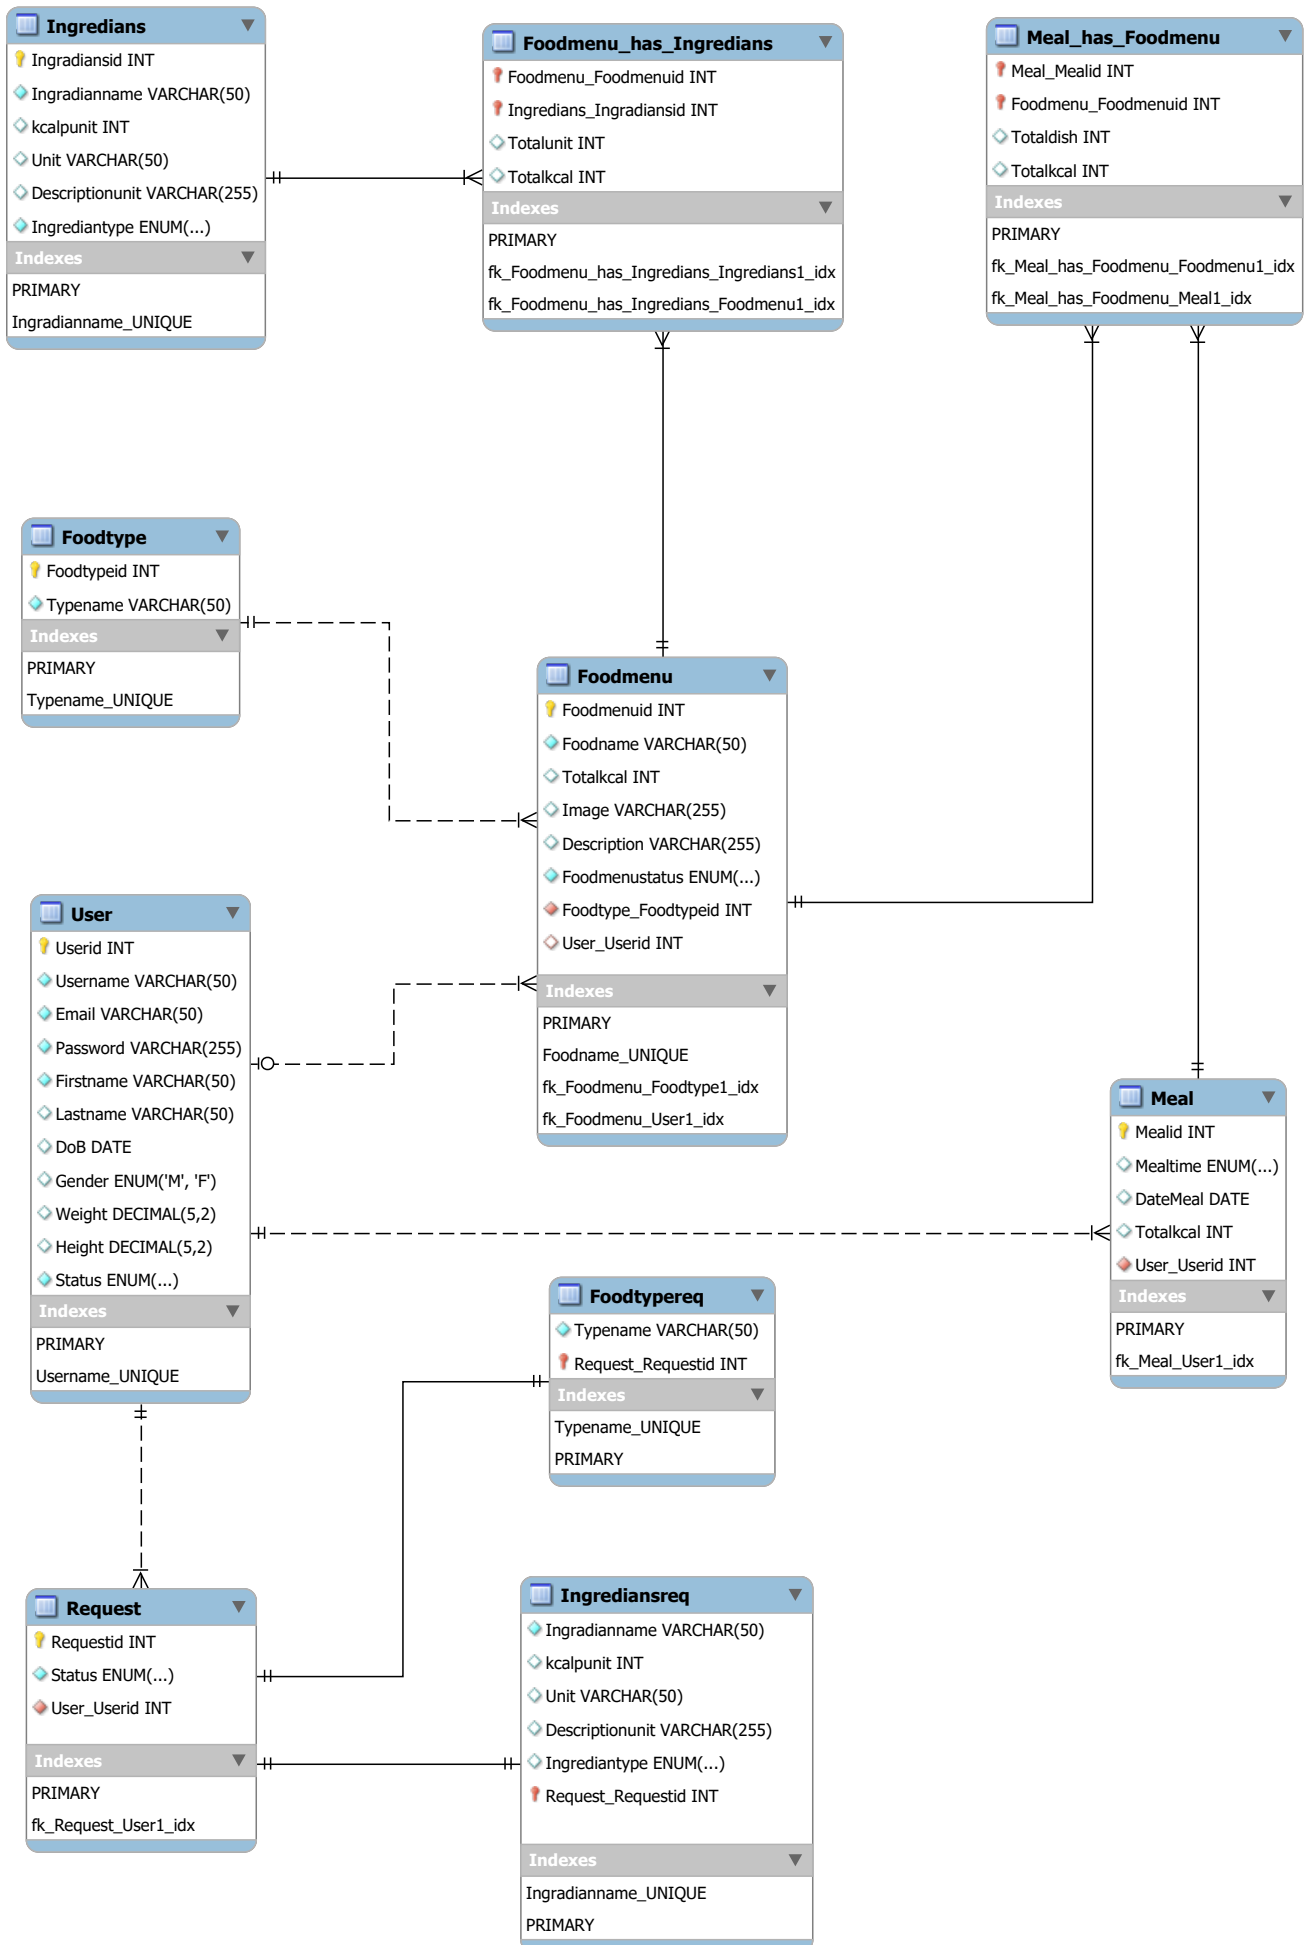 Ingredians
Ingradiansid INT
Ingradianname VARCHAR(50)
kcalpunit INT
Unit VARCHAR(50)
Descriptionunit VARCHAR(255)
Ingrediantype ENUM(...)
Indexes
PRIMARY
Ingradianname_UNIQUE
Foodmenu_has_Ingredians
Foodmenu_Foodmenuid INT
Ingredians_Ingradiansid INT
Totalunit INT
Totalkcal INT
Indexes
PRIMARY
fk_Foodmenu_has_Ingredians_Ingredians1_idx
fk_Foodmenu_has_Ingredians_Foodmenu1_idx
Meal_has_Foodmenu
Meal_Mealid INT
Foodmenu_Foodmenuid INT
Totaldish INT
Totalkcal INT
Indexes
PRIMARY
fk_Meal_has_Foodmenu_Foodmenu1_idx
fk_Meal_has_Foodmenu_Meal1_idx
Foodtype
Foodtypeid INT
Typename VARCHAR(50)
Indexes
PRIMARY
Typename_UNIQUE
Foodmenu
Foodmenuid INT
Foodname VARCHAR(50)
Totalkcal INT
Image VARCHAR(255)
Description VARCHAR(255)
Foodmenustatus ENUM(...)
Foodtype_Foodtypeid INT
User_Userid INT
Indexes
PRIMARY
Foodname_UNIQUE
fk_Foodmenu_Foodtype1_idx
fk_Foodmenu_User1_idx
User
Userid INT
Username VARCHAR(50)
Email VARCHAR(50)
Password VARCHAR(255)
Firstname VARCHAR(50)
Lastname VARCHAR(50)
DoB DATE
Gender ENUM('M', 'F')
Weight DECIMAL(5,2)
Height DECIMAL(5,2)
Status ENUM(...)
Indexes
PRIMARY
Username_UNIQUE
Meal
Mealid INT
Mealtime ENUM(...)
DateMeal DATE
Totalkcal INT
User_Userid INT
Indexes
PRIMARY
fk_Meal_User1_idx
Foodtypereq
Typename VARCHAR(50)
Request_Requestid INT
Indexes
Typename_UNIQUE
PRIMARY
Request
Requestid INT
Status ENUM(...)
User_Userid INT
Indexes
PRIMARY
fk_Request_User1_idx
Ingrediansreq
Ingradianname VARCHAR(50)
kcalpunit INT
Unit VARCHAR(50)
Descriptionunit VARCHAR(255)
Ingrediantype ENUM(...)
Request_Requestid INT
Indexes
Ingradianname_UNIQUE
PRIMARY